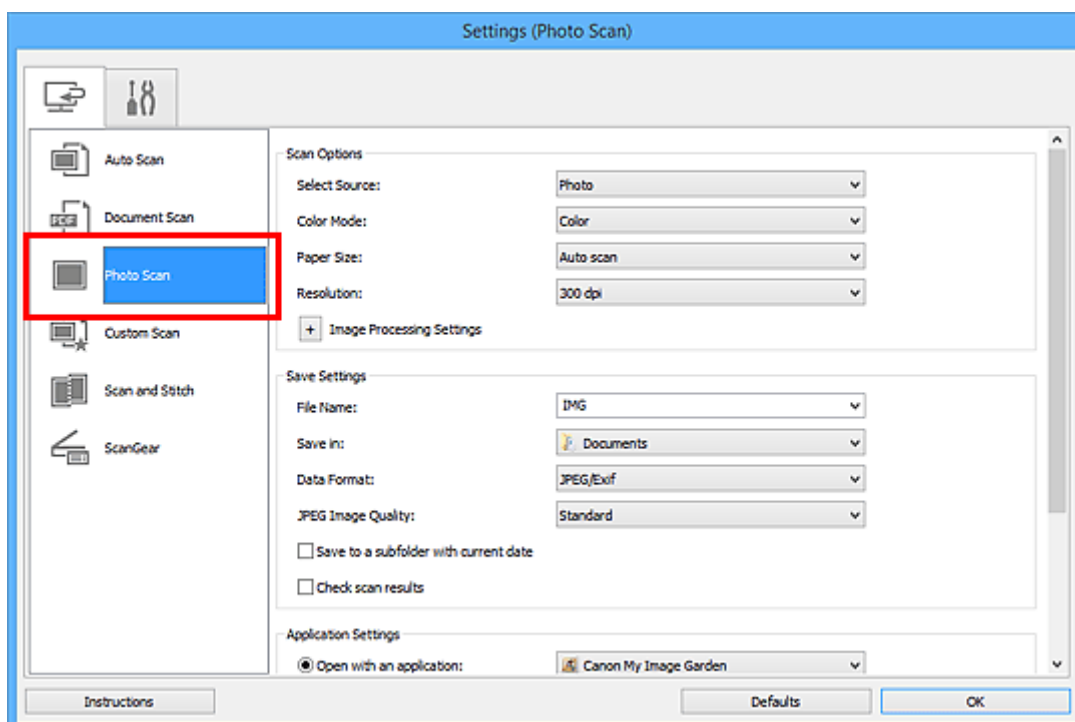 Settings (Photo Scan)
Auto Scan
PDF
Document Scan
Photo Scan
Custom Scan
Scan and Stitch
ScanGear
Scan Options
Select Source: Photo
Color Mode: Color
Paper Size: Auto scan
Resolution: 300 dpi
+ Image Processing Settings
Save Settings
File Name: IMG
Save in: Documents
Data Format: JPEG/Exif
JPEG Image Quality: Standard
Save to a subfolder with current date
Check scan results
Application Settings
Open with an application: Canon My Image Garden
Instructions Defaults OK